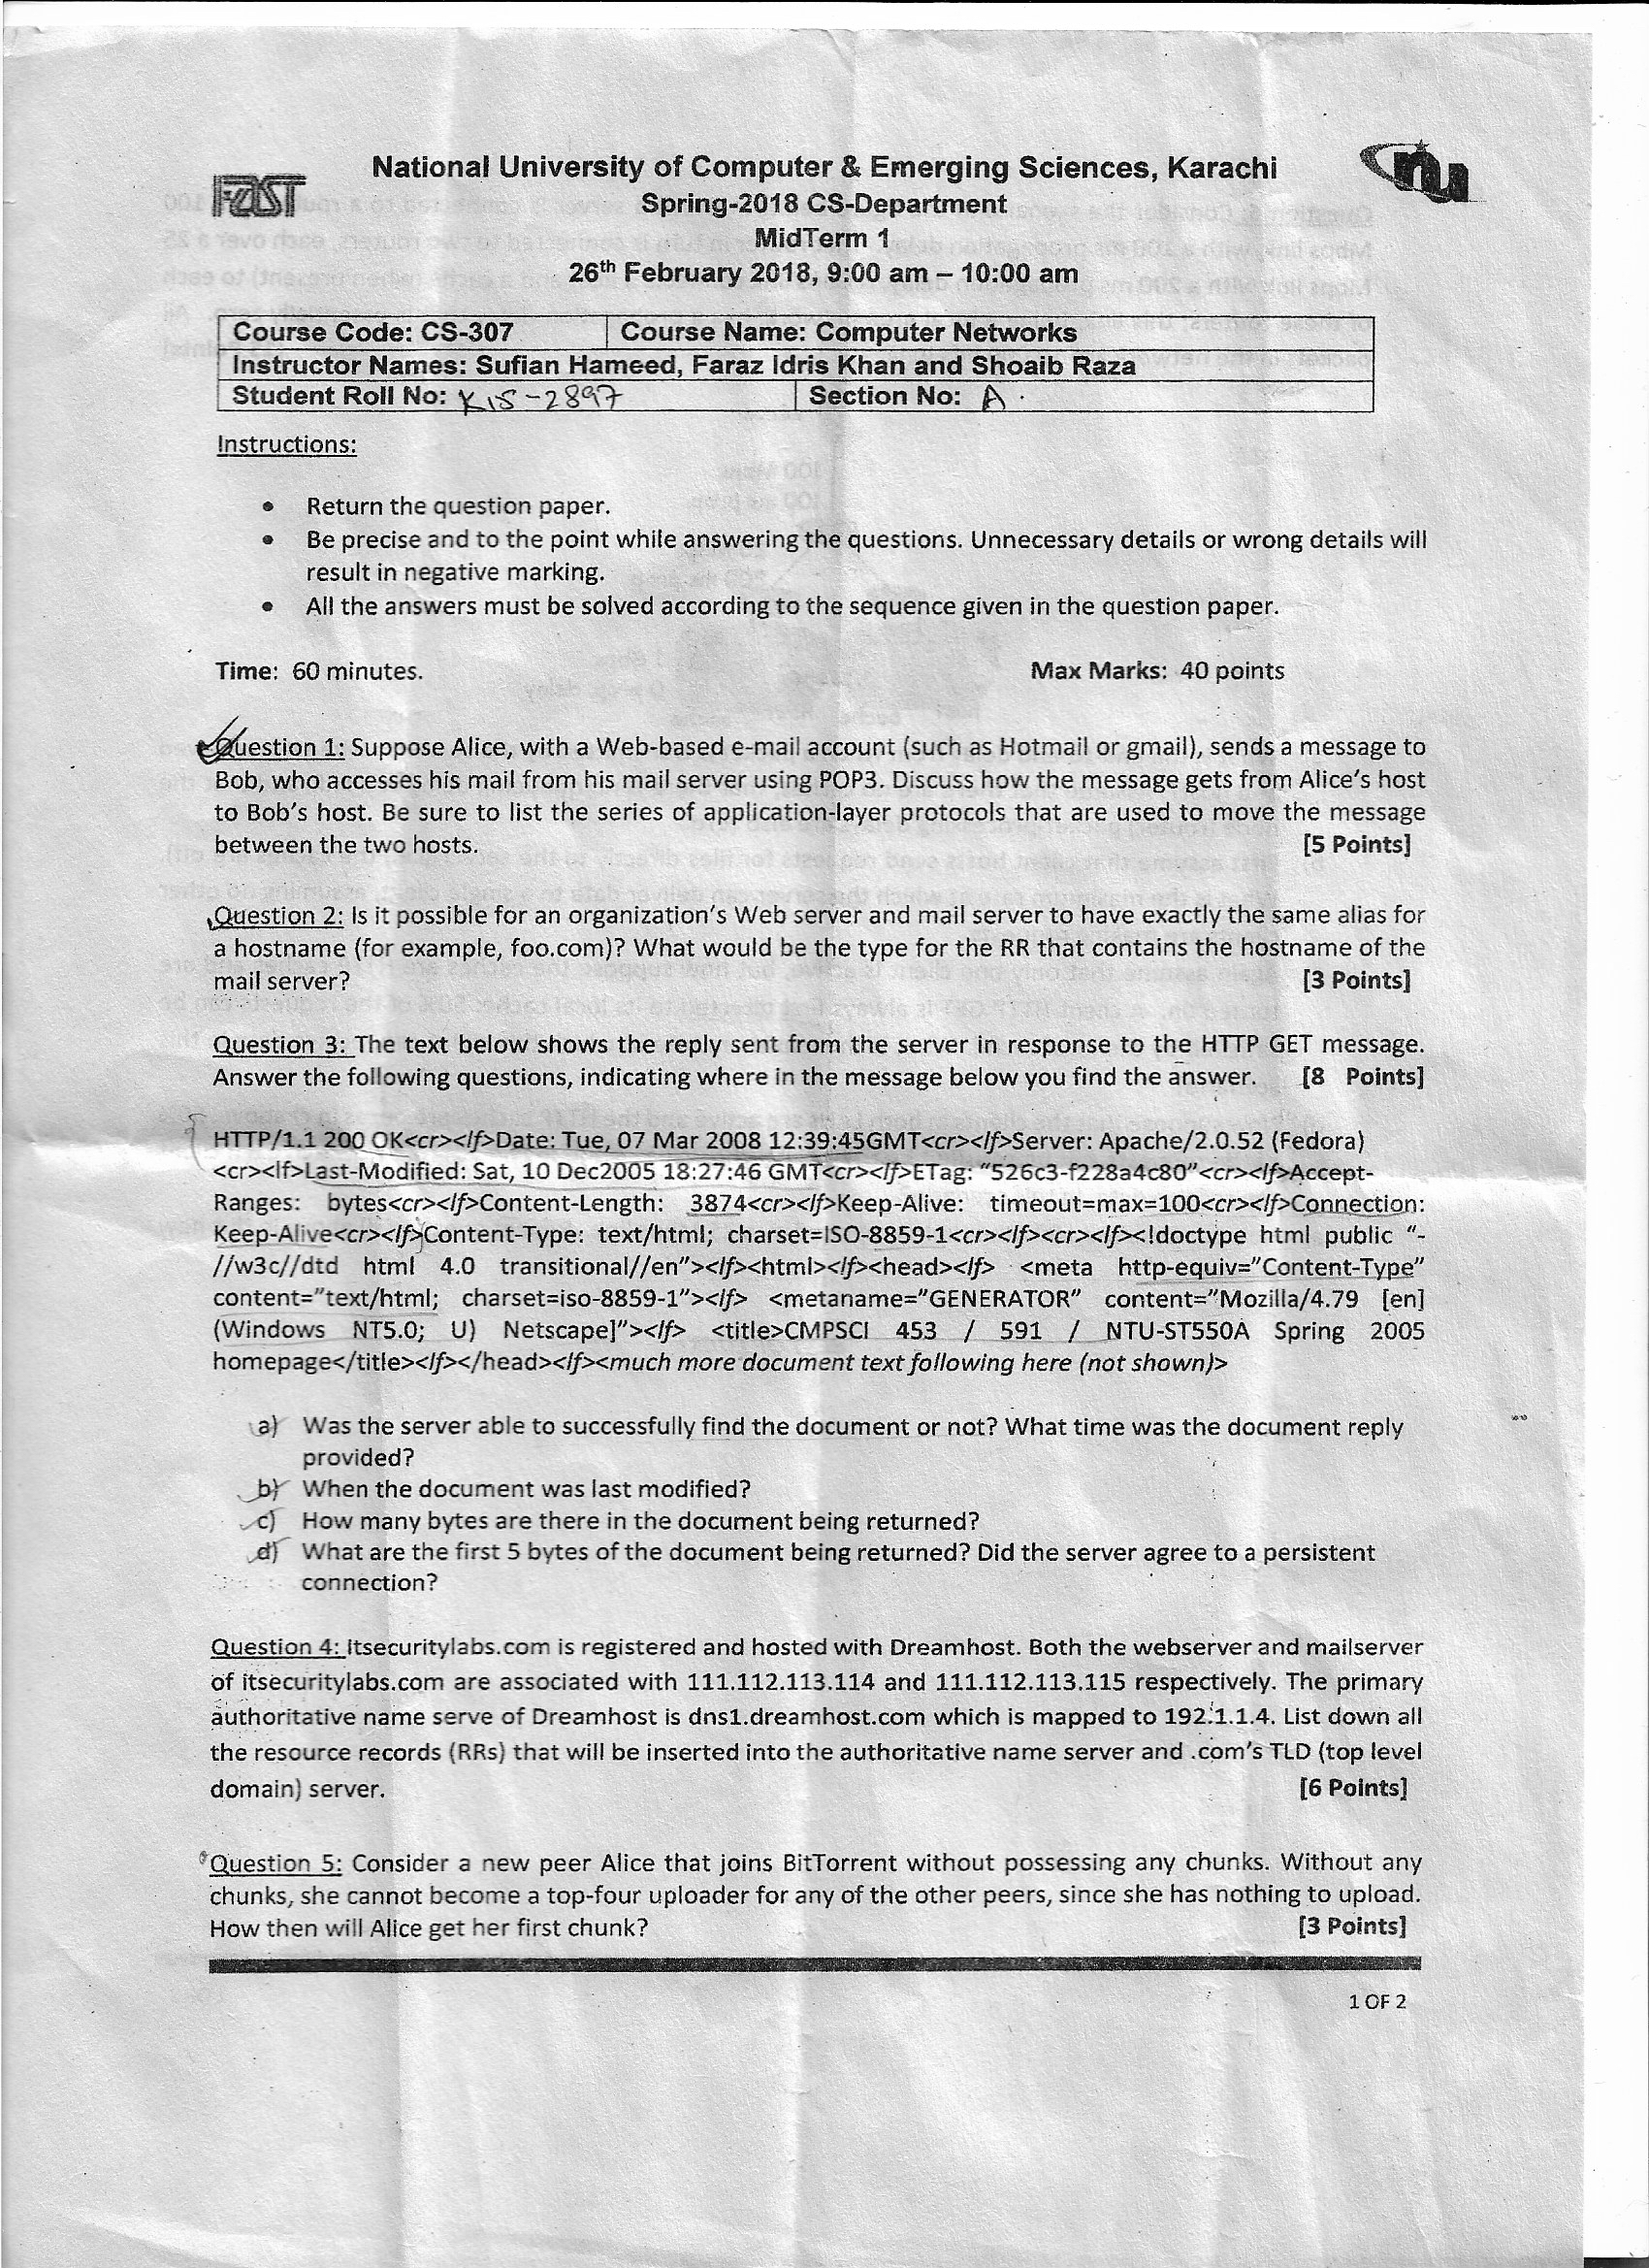 FAST
National University of Computer & Emerging Sciences, Karachi
nu
Spring-2018 CS-Department
MidTerm 1
26th February 2018, 9:00 am – 10:00 am
Course Code: CS-307 Course Name: Computer Networks
Instructor Names: Sufian Hameed, Faraz Idris Khan and Shoaib Raza
Student Roll No: K15-2897 Section No: A
Instructions:
• Return the question paper.
• Be precise and to the point while answering the questions. Unnecessary details or wrong details will
result in negative marking.
• All the answers must be solved according to the sequence given in the question paper.
Time: 60 minutes. Max Marks: 40 points
Question 1: Suppose Alice, with a Web-based e-mail account (such as Hotmail or gmail), sends a message to
Bob, who accesses his mail from his mail server using POP3. Discuss how the message gets from Alice's host
to Bob's host. Be sure to list the series of application-layer protocols that are used to move the message
between the two hosts. [5 Points]
Question 2: Is it possible for an organization's Web server and mail server to have exactly the same alias for
a hostname (for example, foo.com)? What would be the type for the RR that contains the hostname of the
mail server? [3 Points]
Question 3: The text below shows the reply sent from the server in response to the HTTP GET message.
Answer the following questions, indicating where in the message below you find the answer. [8 Points]
HTTP/1.1 200 OK<cr><lf>Date: Tue, 07 Mar 2008 12:39:45GMT<cr><lf>Server: Apache/2.0.52 (Fedora)
<cr><lf>Last-Modified: Sat, 10 Dec2005 18:27:46 GMT<cr><lf>ETag: "526c3-f228a4c80"<cr><lf>Accept-
Ranges: bytes<cr><lf>Content-Length: 3874<cr><lf>Keep-Alive: timeout=max=100<cr><lf>Connection:
Keep-Alive<cr><lf>Content-Type: text/html; charset=ISO-8859-1<cr><lf><cr><lf><!doctype html public "-
//w3c//dtd html 4.0 transitional//en"><lf><html><lf><head><lf> <meta http-equiv="Content-Type"
content="text/html; charset=iso-8859-1"><lf> <metaname="GENERATOR" content="Mozilla/4.79 [en]
(Windows NT5.0; U) Netscape]"><lf> <title>CMPSCI 453 / 591 / NTU-ST550A Spring 2005
homepage</title><lf></head><lf><much more document text following here (not shown)>
a) Was the server able to successfully find the document or not? What time was the document reply
provided?
b) When the document was last modified?
c) How many bytes are there in the document being returned?
d) What are the first 5 bytes of the document being returned? Did the server agree to a persistent
connection?
Question 4: Itsecuritylabs.com is registered and hosted with Dreamhost. Both the webserver and mailserver
of itsecuritylabs.com are associated with 111.112.113.114 and 111.112.113.115 respectively. The primary
authoritative name serve of Dreamhost is dns1.dreamhost.com which is mapped to 192.1.1.4. List down all
the resource records (RRs) that will be inserted into the authoritative name server and .com's TLD (top level
domain) server. [6 Points]
Question 5: Consider a new peer Alice that joins BitTorrent without possessing any chunks. Without any
chunks, she cannot become a top-four uploader for any of the other peers, since she has nothing to upload.
How then will Alice get her first chunk? [3 Points]
1 OF 2